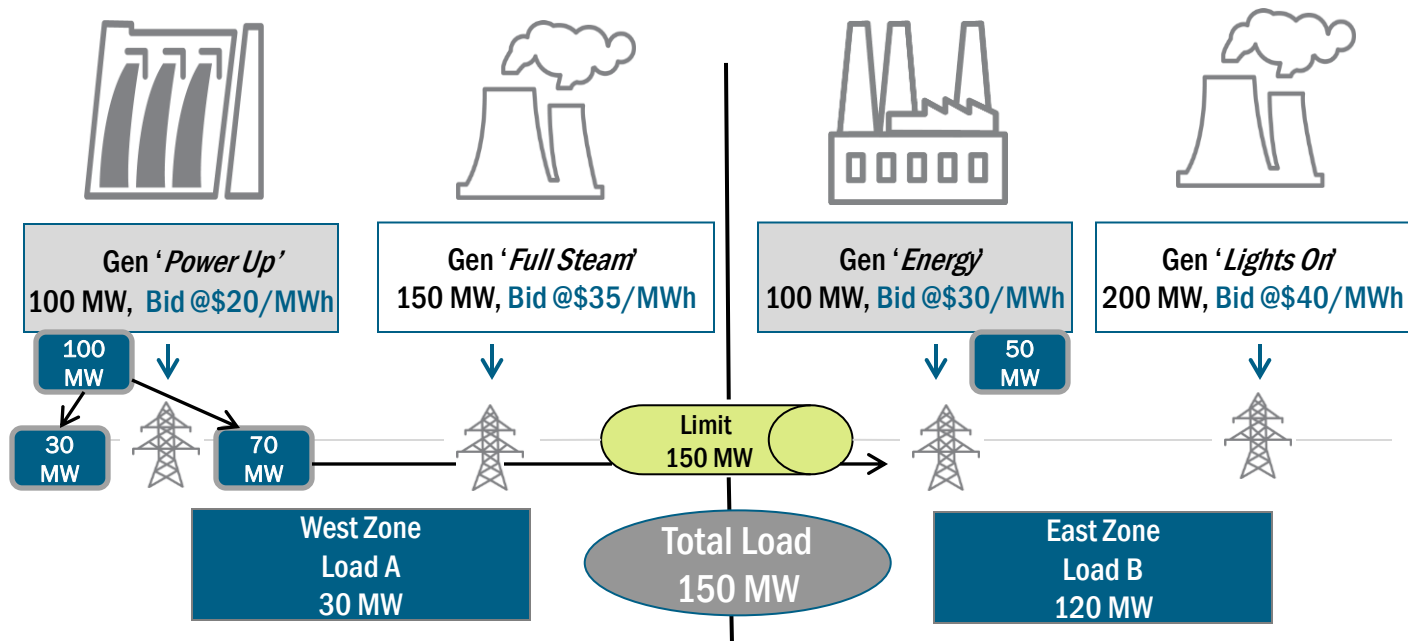 Gen ‘Power Up’
100 MW, Bid @$20/MWh
Gen ‘Full Steam’
150 MW, Bid @$35/MWh
Gen ‘Energy’
100 MW, Bid @$30/MWh
Gen ‘Lights On’
200 MW, Bid @$40/MWh
100
MW
50
MW
30
MW
70
MW
Limit
150 MW
West Zone
Load A
30 MW
Total Load
150 MW
East Zone
Load B
120 MW